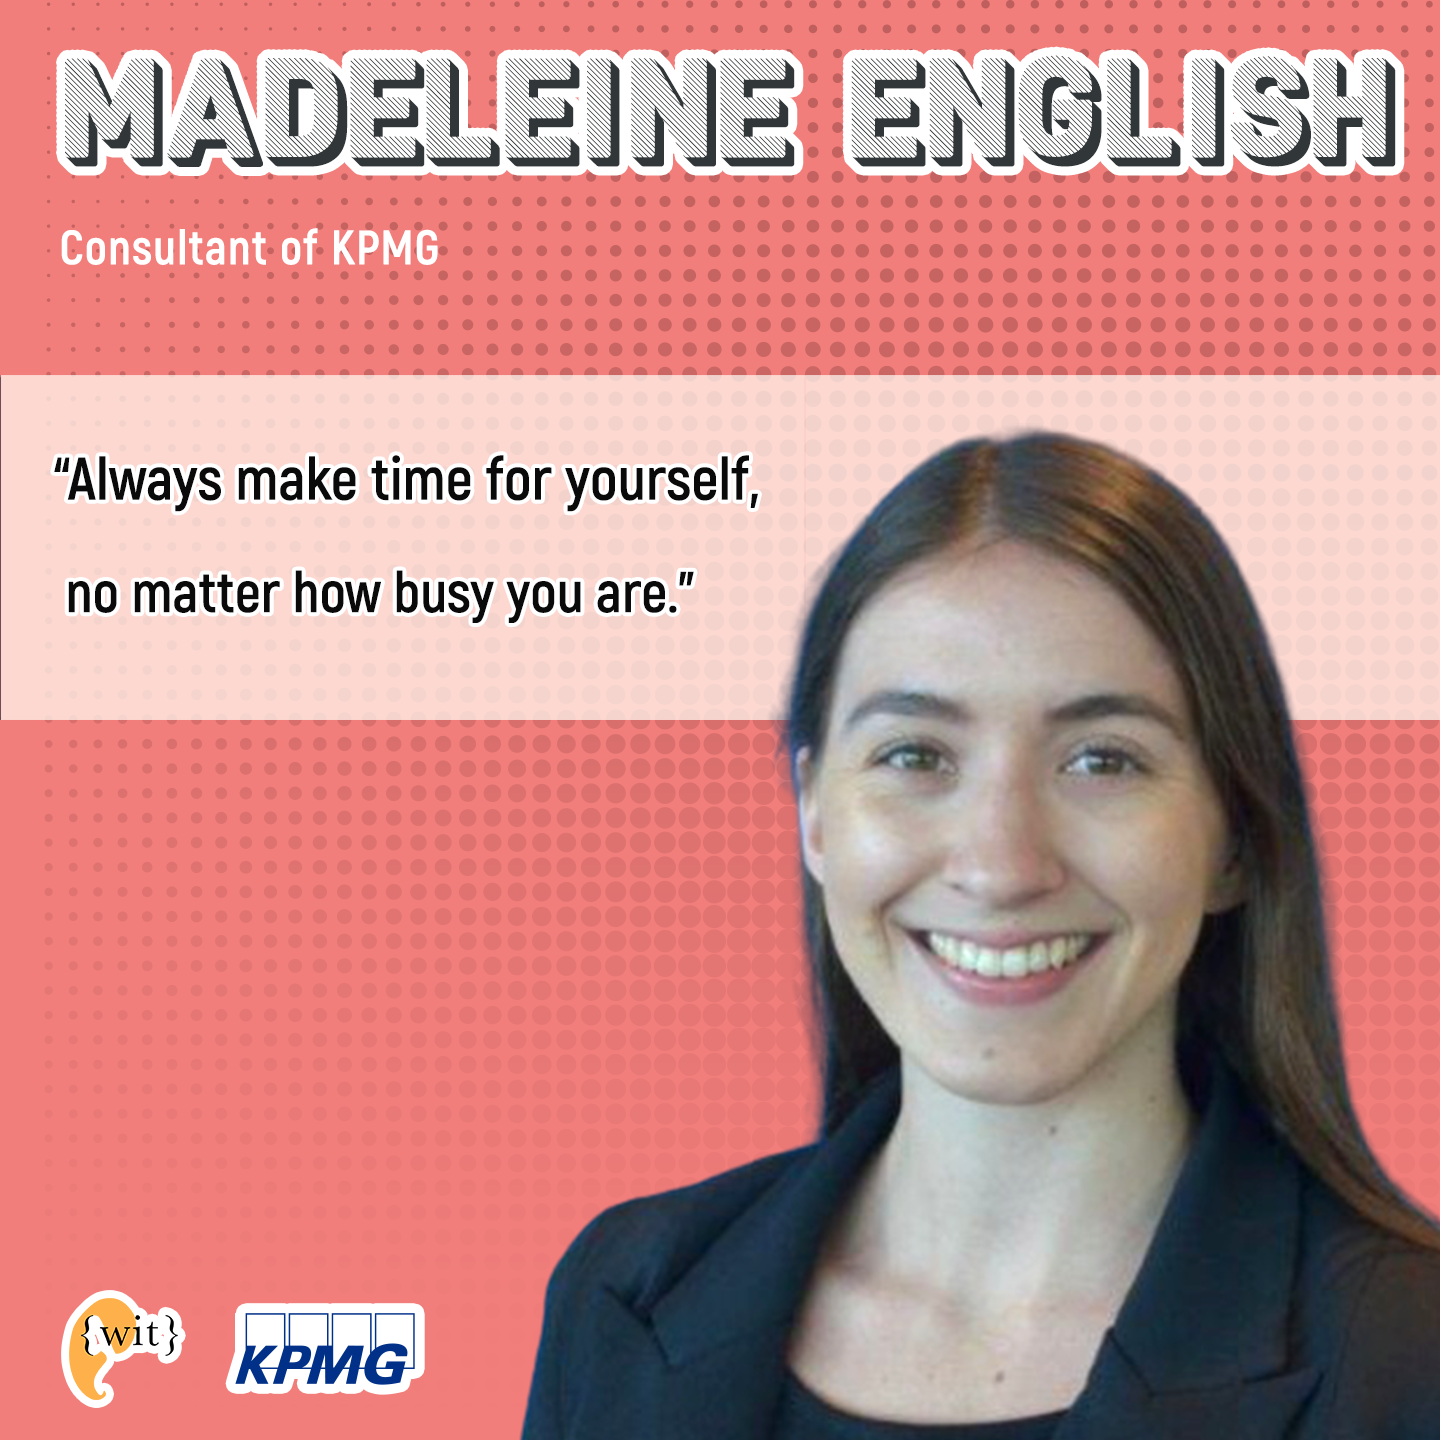 MADELEINE ENGLISH
Consultant of KPMG
“Always make time for yourself,
no matter how busy you are.”
{wit}
KPMG